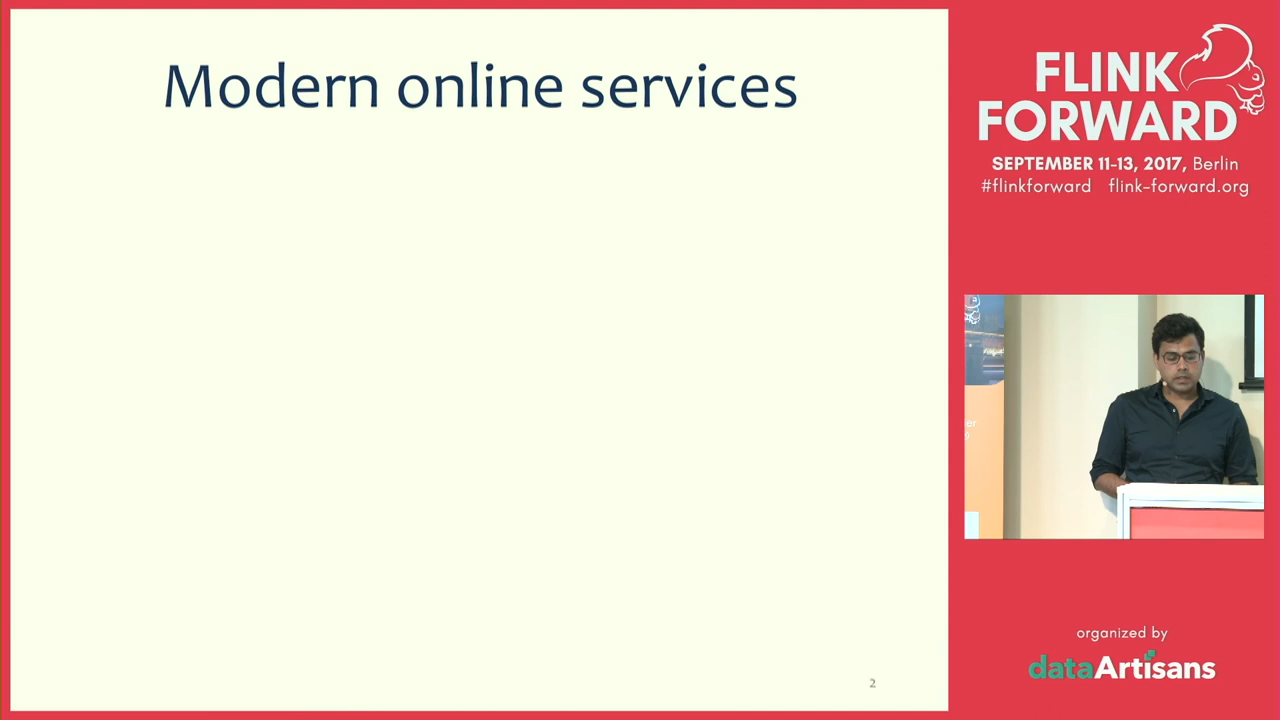 Modern online services
2
FLINK
FORWARD
SEPTEMBER 11-13, 2017, Berlin
#flinkforward flink-forward.org
organized by
dataArtisans